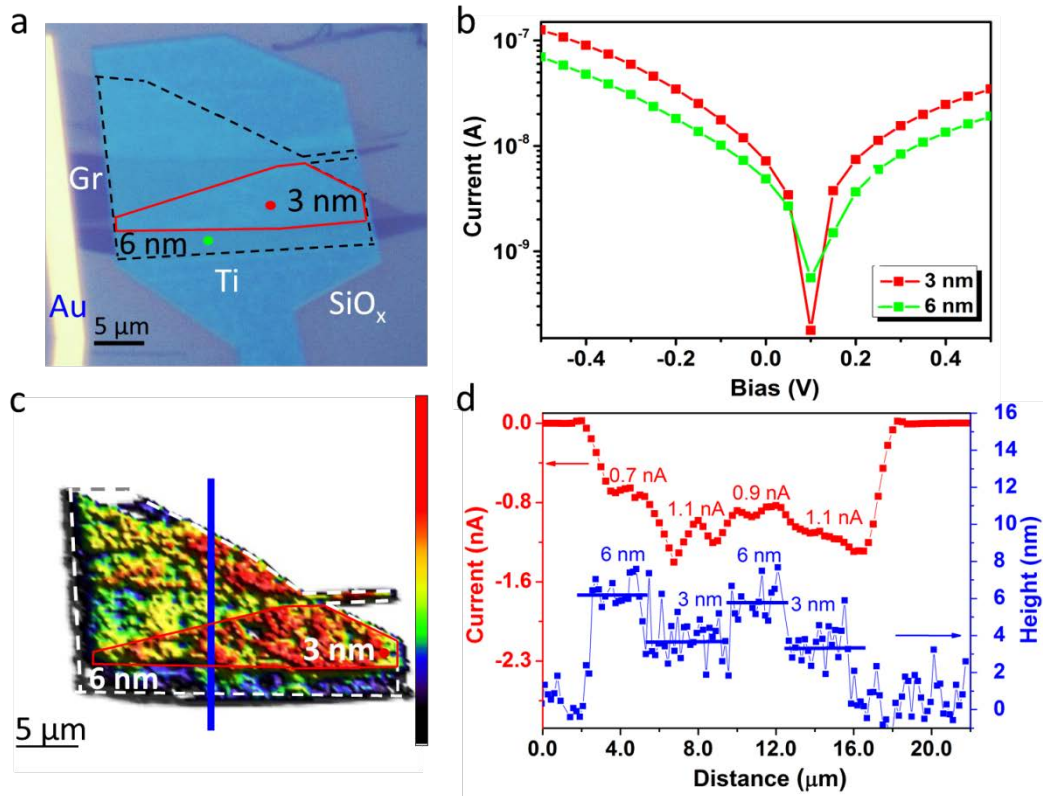 a
Gr
3 nm
6 nm
Ti
SiOx
Au
5 μm
b
Current (A)
10⁻⁷
10⁻⁸
10⁻⁹
-0.4
-0.2
0.0
0.2
0.4
Bias (V)
3 nm
6 nm
c
3 nm
6 nm
5 μm
d
Current (nA)
0.0
-0.8
-1.6
-2.3
0.7 nA
1.1 nA
0.9 nA
1.1 nA
6 nm
3 nm
6 nm
3 nm
16
14
12
10
8
6
4
2
0
Height (nm)
0.0
4.0
8.0
12.0
16.0
20.0
Distance (μm)